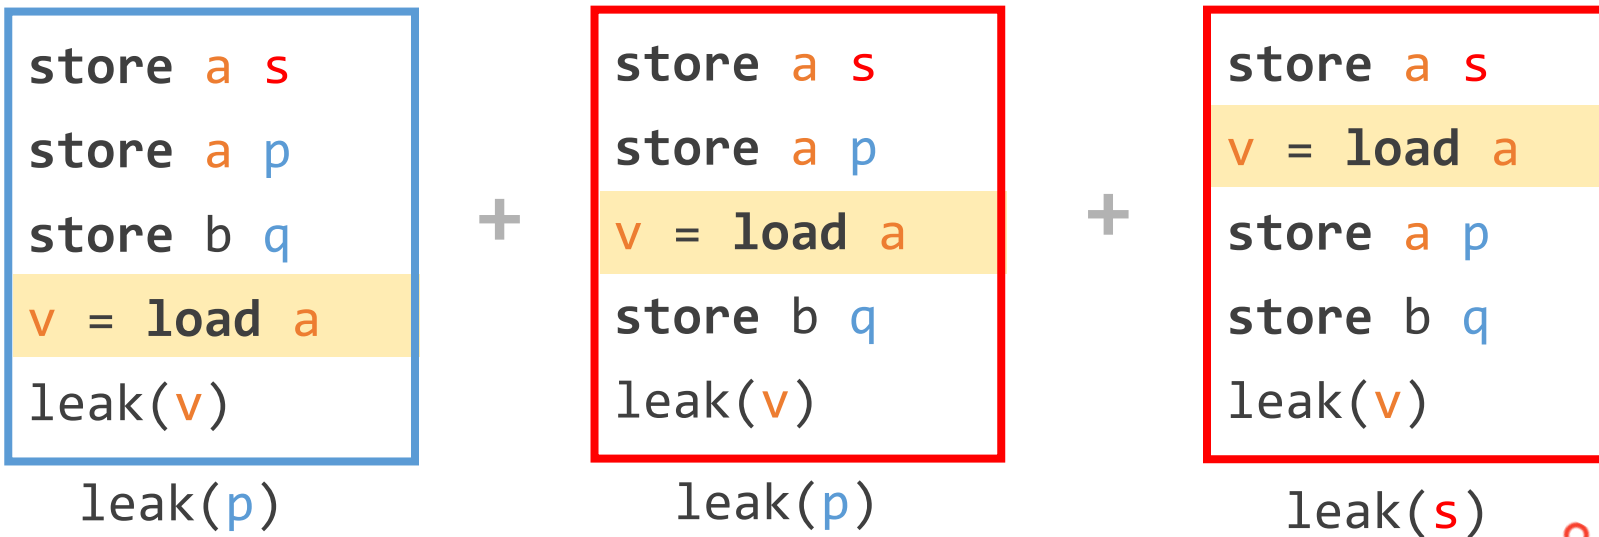 store a s
store a p
store b q
v = load a
leak(v)
leak(p)
+
store a s
store a p
v = load a
store b q
leak(v)
leak(p)
+
store a s
v = load a
store a p
store b q
leak(v)
leak(s)